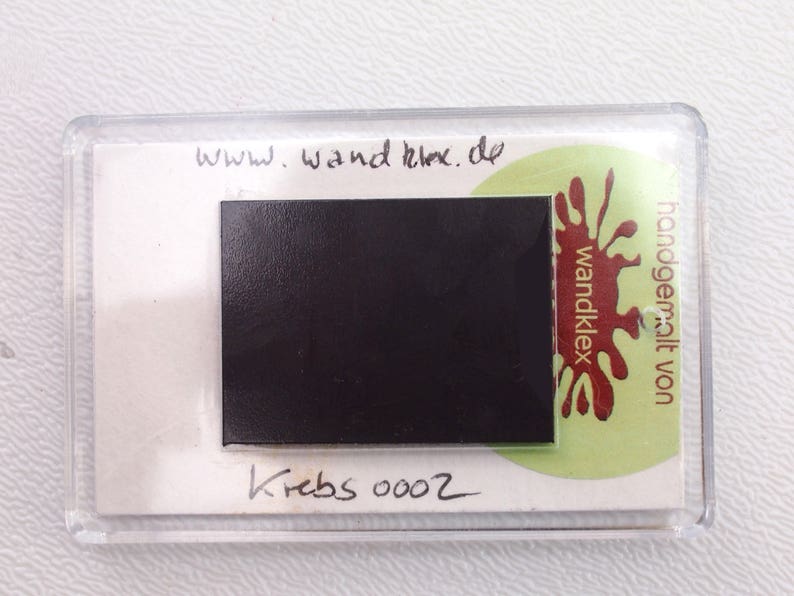 www.wandklex.de
handgemalt von
wandklex
Krebs 0002